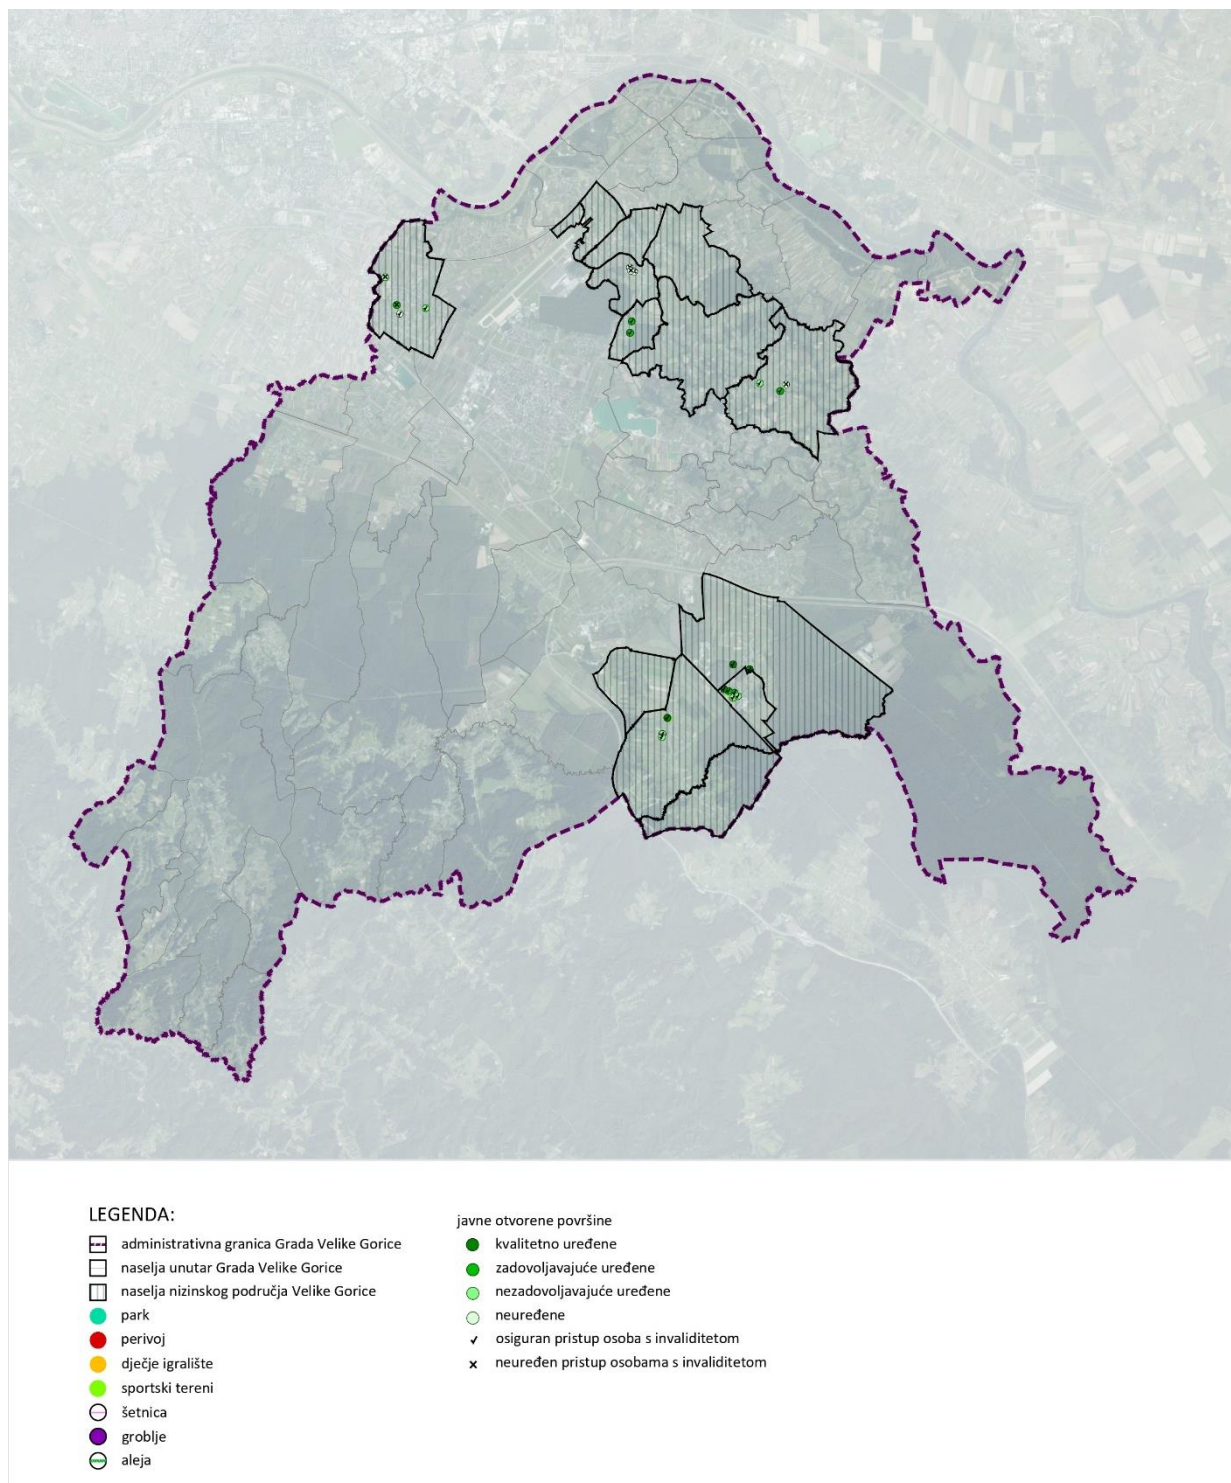 LEGENDA:
administrativna granica Grada Velike Gorice
naselja unutar Grada Velike Gorice
naselja nizinskog područja Velike Gorice
park
perivoj
dječje igralište
sportski tereni
šetnica
groblje
aleja
javne otvorene površine
kvalitetno uređene
zadovoljavajuće uređene
nezadovoljavajuće uređene
neuređene
osiguran pristup osoba s invaliditetom
neuređen pristup osobama s invaliditetom